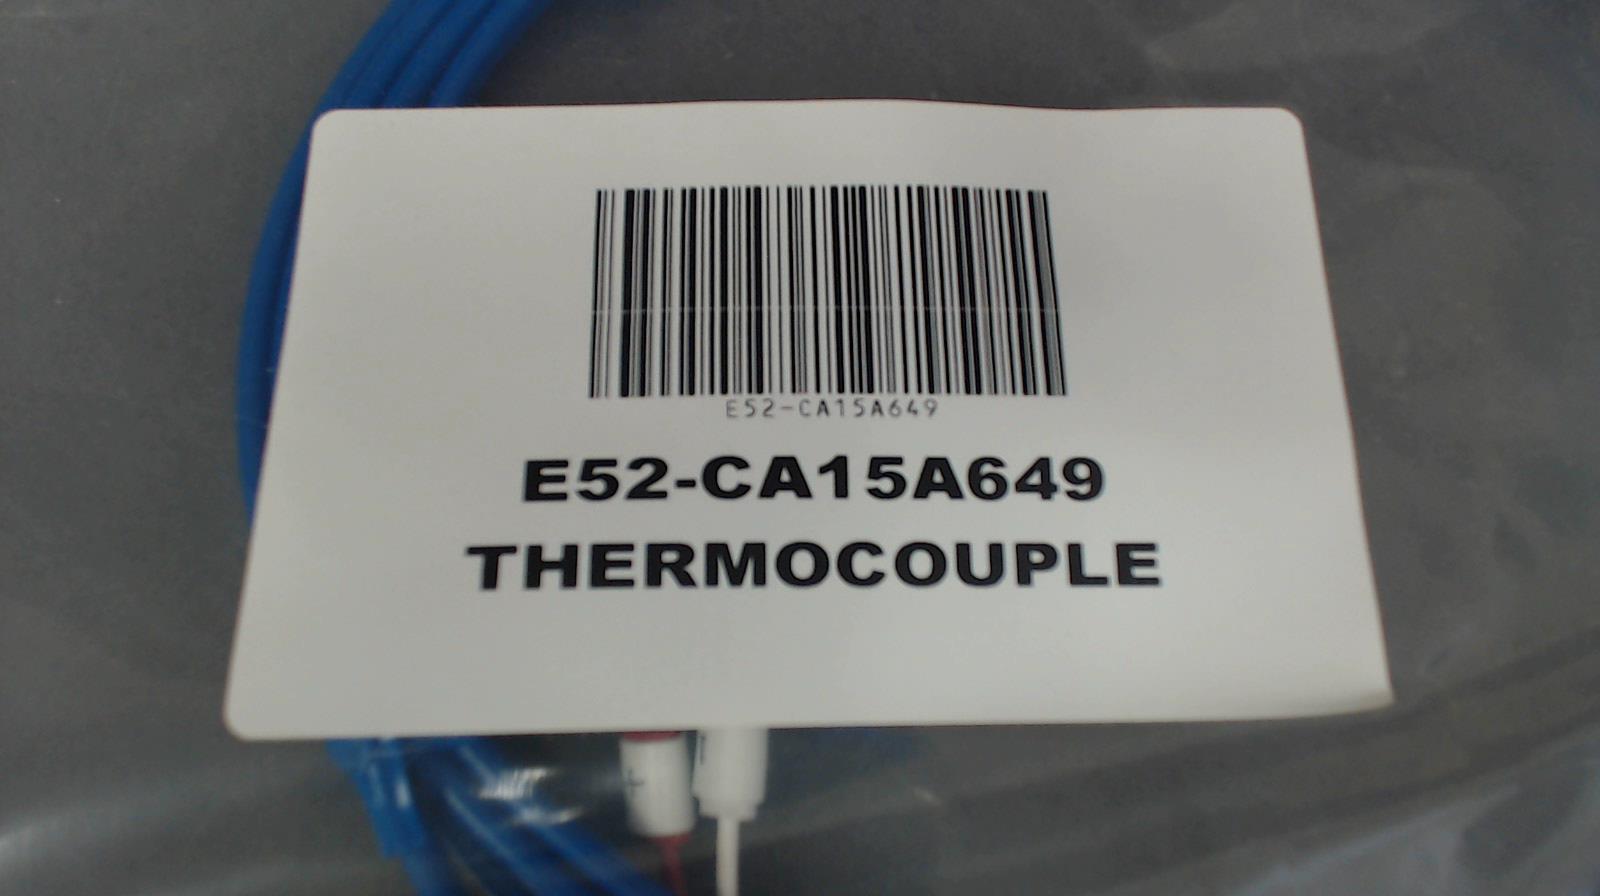 E52-CA15A649
E52-CA15A649
THERMOCOUPLE
+